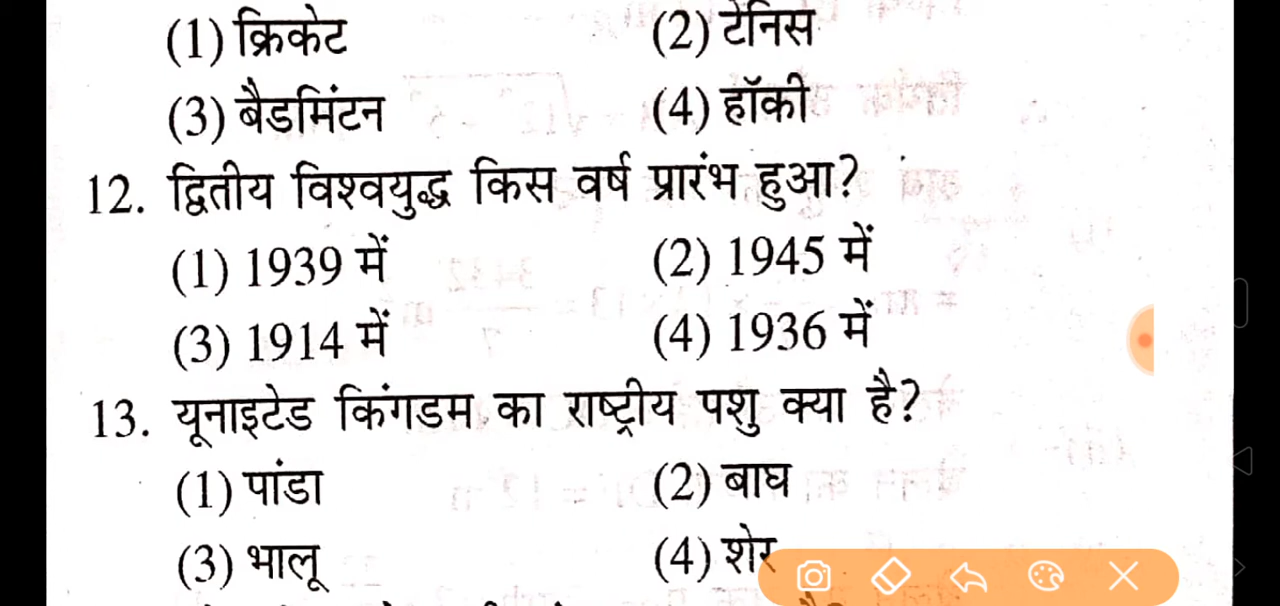 (1) क्रिकेट (2) टेनिस
(3) बैडमिंटन (4) हॉकी
12. द्वितीय विश्वयुद्ध किस वर्ष प्रारंभ हुआ?
(1) 1939 में (2) 1945 में
(3) 1914 में (4) 1936 में
13. यूनाइटेड किंगडम का राष्ट्रीय पशु क्या है?
(1) पांडा (2) बाघ
(3) भालू (4) शेर